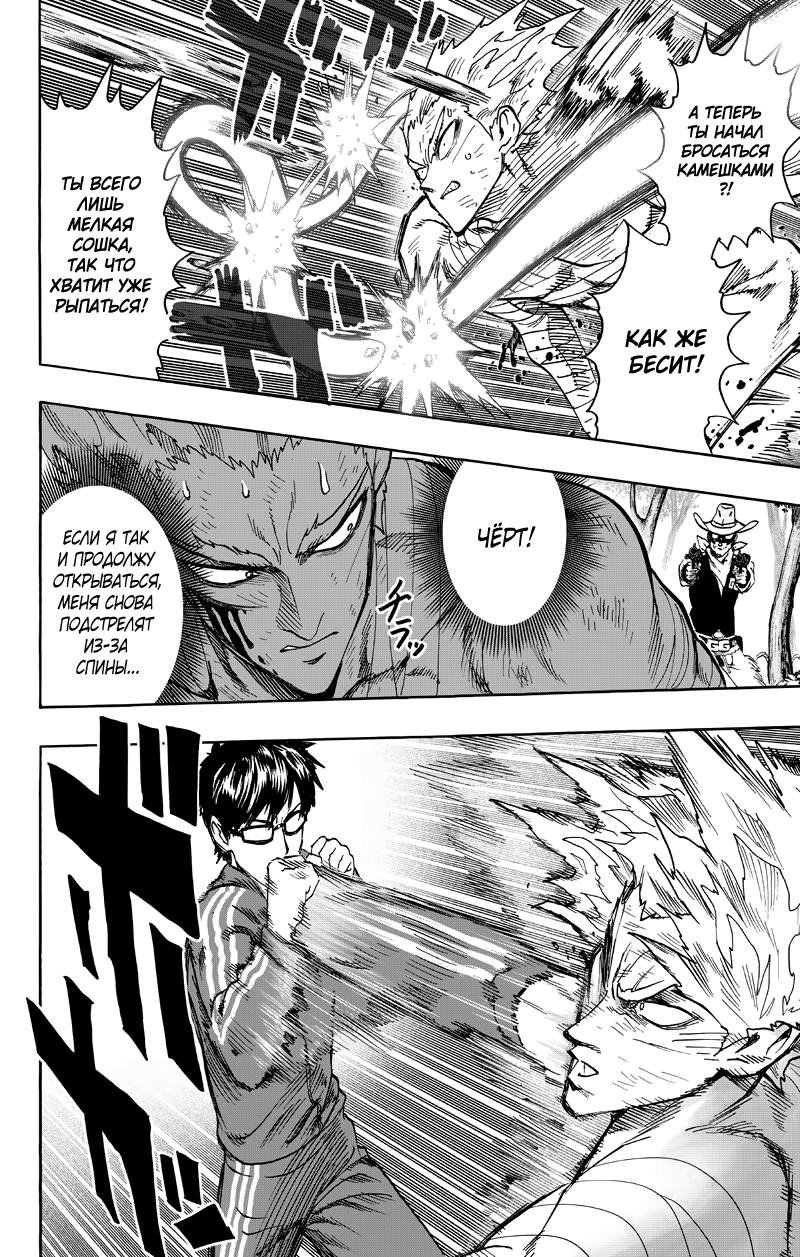 А ТЕПЕРЬ
ТЫ НАЧАЛ
БРОСАТЬСЯ
КАМЕШКАМИ
?!
КАК ЖЕ
БЕСИТ!
ТЫ ВСЕГО
ЛИШЬ
МЕЛКАЯ
СОШКА,
ТАК ЧТО
ХВАТИТ УЖЕ
РЫПАТЬСЯ!
ЧЁРТ!
チラッ
GG
ЕСЛИ Я ТАК
И ПРОДОЛЖУ
ОТКРЫВАТЬСЯ,
МЕНЯ СНОВА
ПОДСТРЕЛЯТ
ИЗ-ЗА
СПИНЫ...